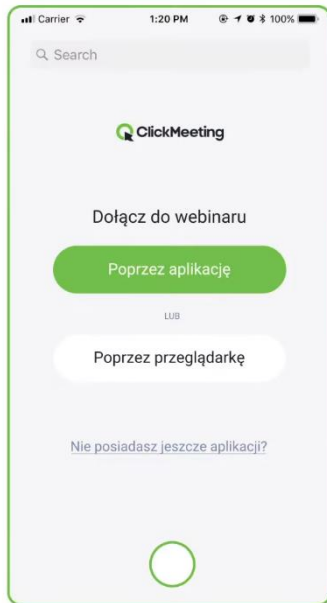 Carrier 1:20 PM 100%
Search
ClickMeeting
Dołącz do webinaru
Poprzez aplikację
LUB
Poprzez przeglądarkę
Nie posiadasz jeszcze aplikacji?